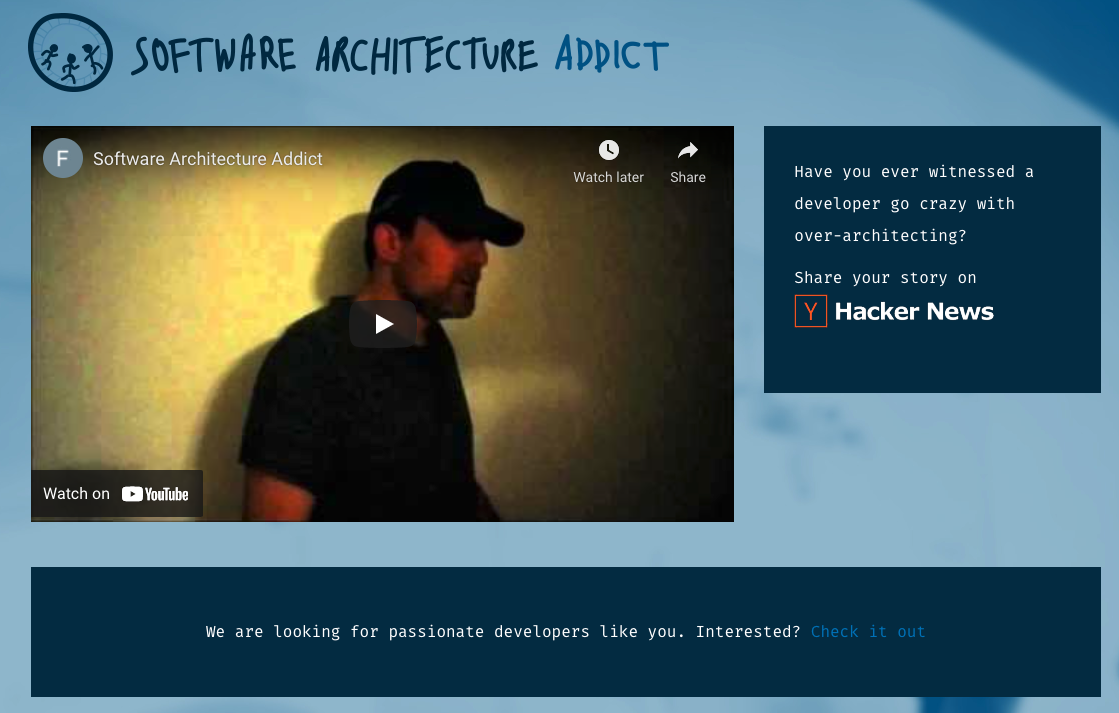 SOFTWARE ARCHITECTURE ADDICT
F
Software Architecture Addict
Watch later
Share
Watch on
YouTube
Have you ever witnessed a
developer go crazy with
over-architecting?
Share your story on
Y Hacker News
We are looking for passionate developers like you. Interested? Check it out